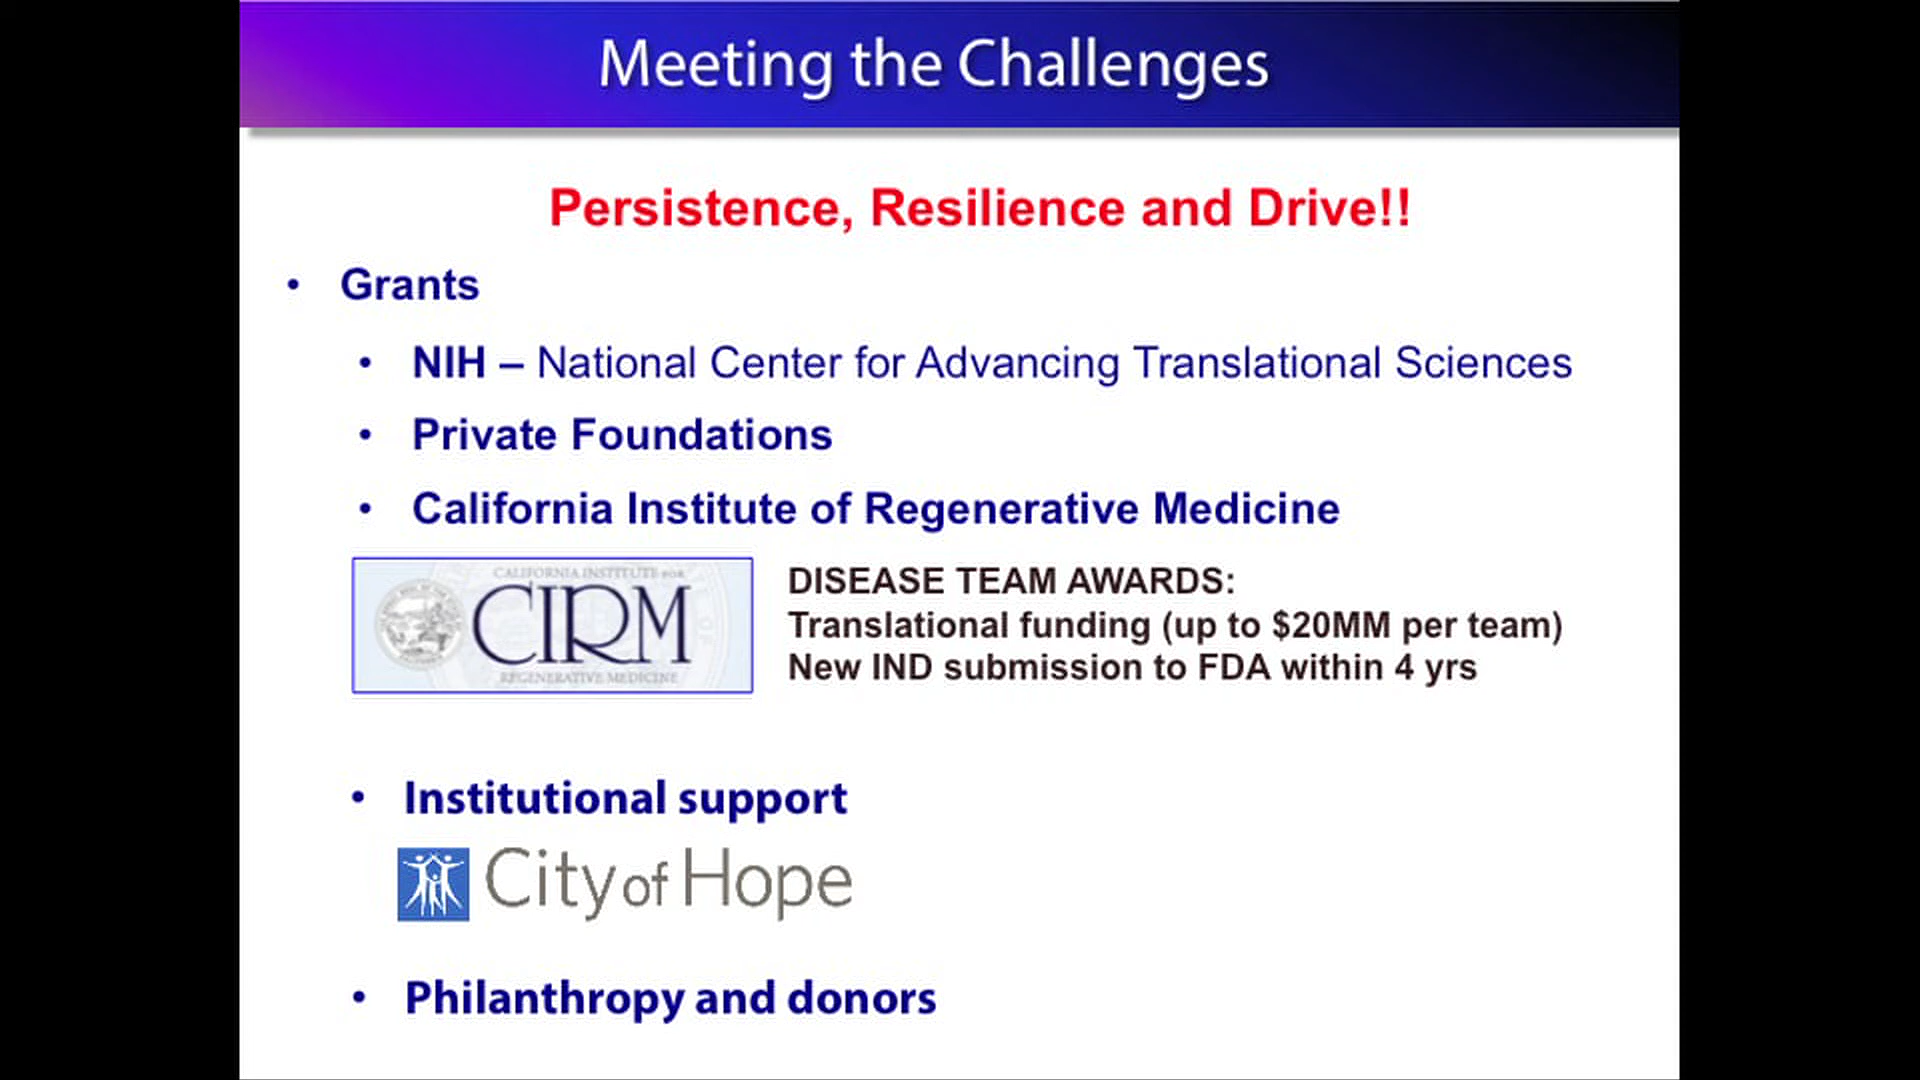 Meeting the Challenges
Persistence, Resilience and Drive!!
• Grants
• NIH – National Center for Advancing Translational Sciences
• Private Foundations
• California Institute of Regenerative Medicine
CALIFORNIA INSTITUTE FOR
CIRM
REGENERATIVE MEDICINE
DISEASE TEAM AWARDS:
Translational funding (up to $20MM per team)
New IND submission to FDA within 4 yrs
• Institutional support
City of Hope
• Philanthropy and donors